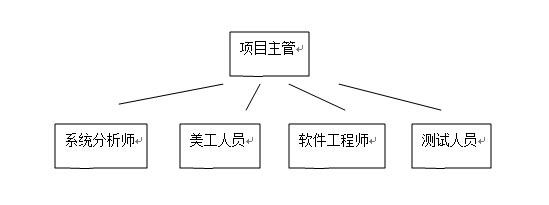 项目主管
系统分析师
美工人员
软件工程师
测试人员